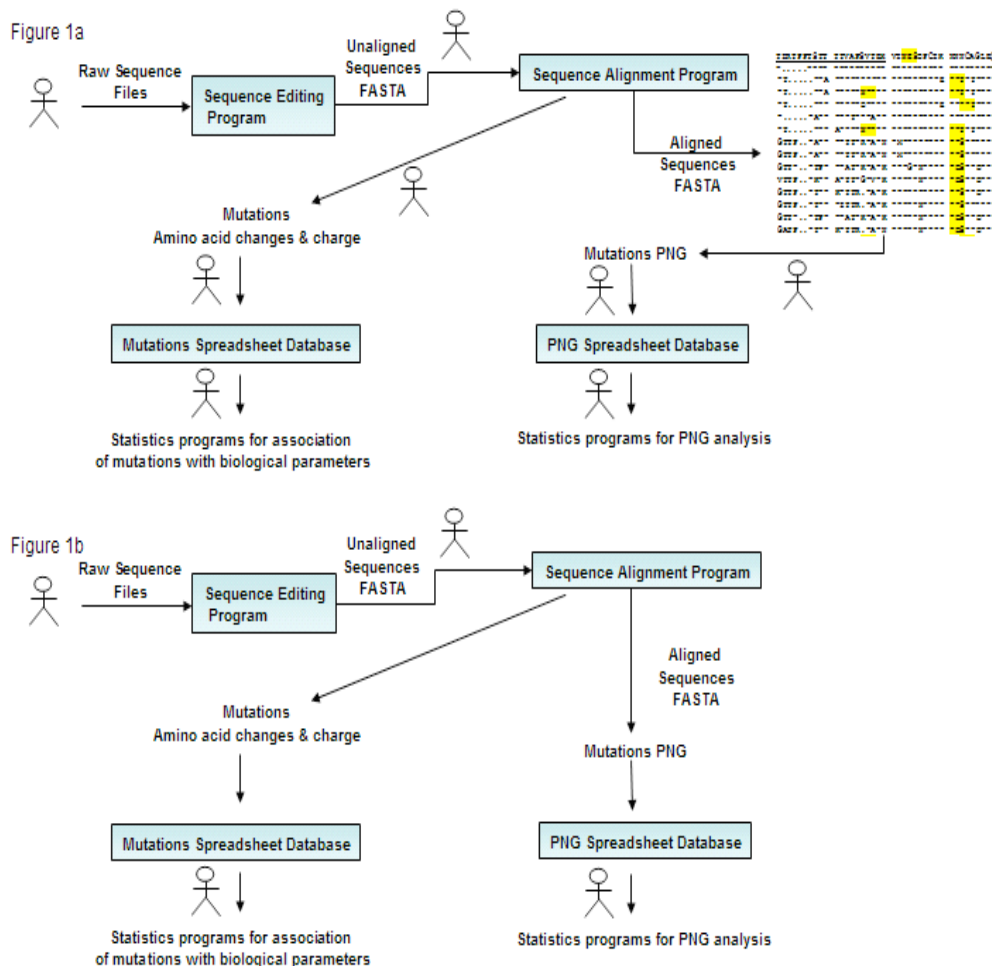 Figure 1a
Raw Sequence
Files
Sequence Editing
Program
Unaligned
Sequences
FASTA
Sequence Alignment Program
Aligned
Sequences
FASTA
Mutations
Amino acid changes & charge
Mutations PNG
Mutations Spreadsheet Database
PNG Spreadsheet Database
Statistics programs for association
of mutations with biological parameters
Statistics programs for PNG analysis
Figure 1b
Raw Sequence
Files
Sequence Editing
Program
Unaligned
Sequences
FASTA
Sequence Alignment Program
Aligned
Sequences
FASTA
Mutations
Amino acid changes & charge
Mutations PNG
Mutations Spreadsheet Database
PNG Spreadsheet Database
Statistics programs for association
of mutations with biological parameters
Statistics programs for PNG analysis